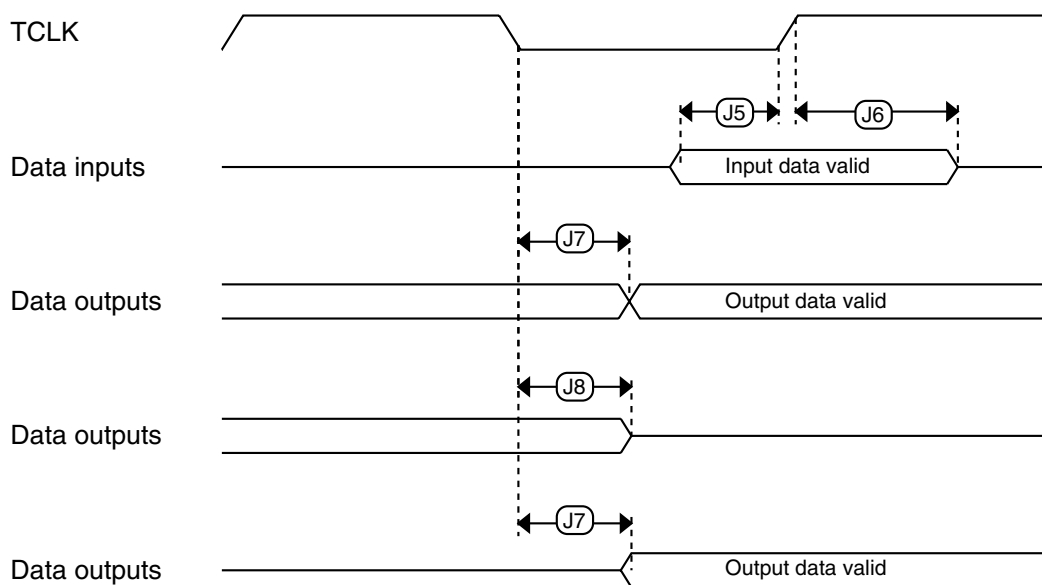 TCLK
J5
J6
Data inputs
Input data valid
J7
Data outputs
Output data valid
J8
Data outputs
J7
Data outputs
Output data valid